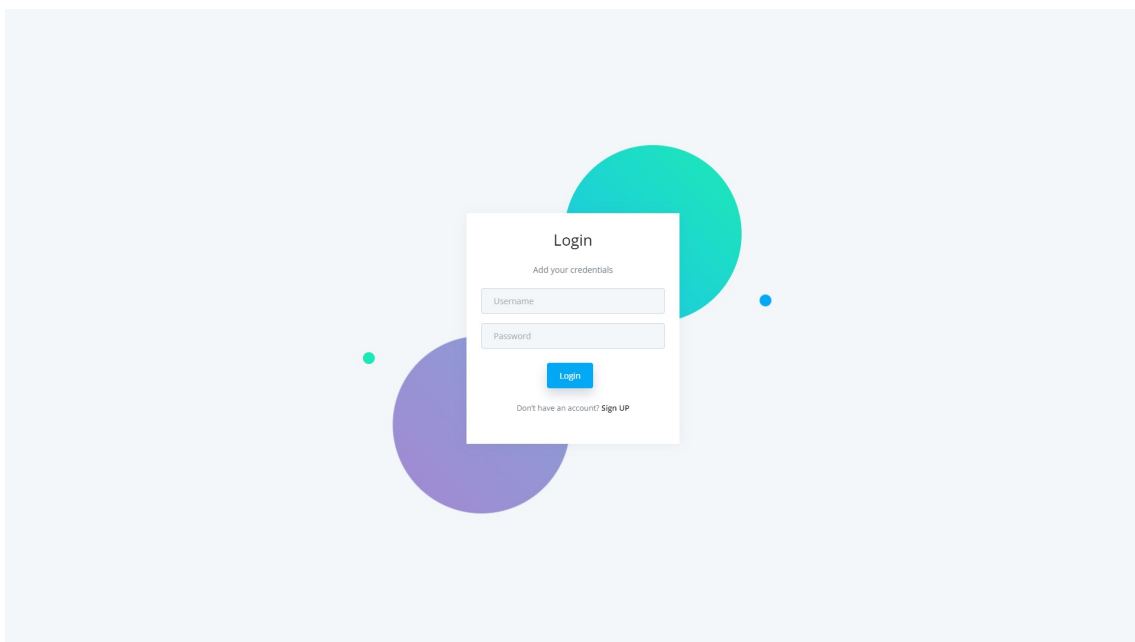 Login
Add your credentials
Username
Password
Login
Don't have an account? Sign UP